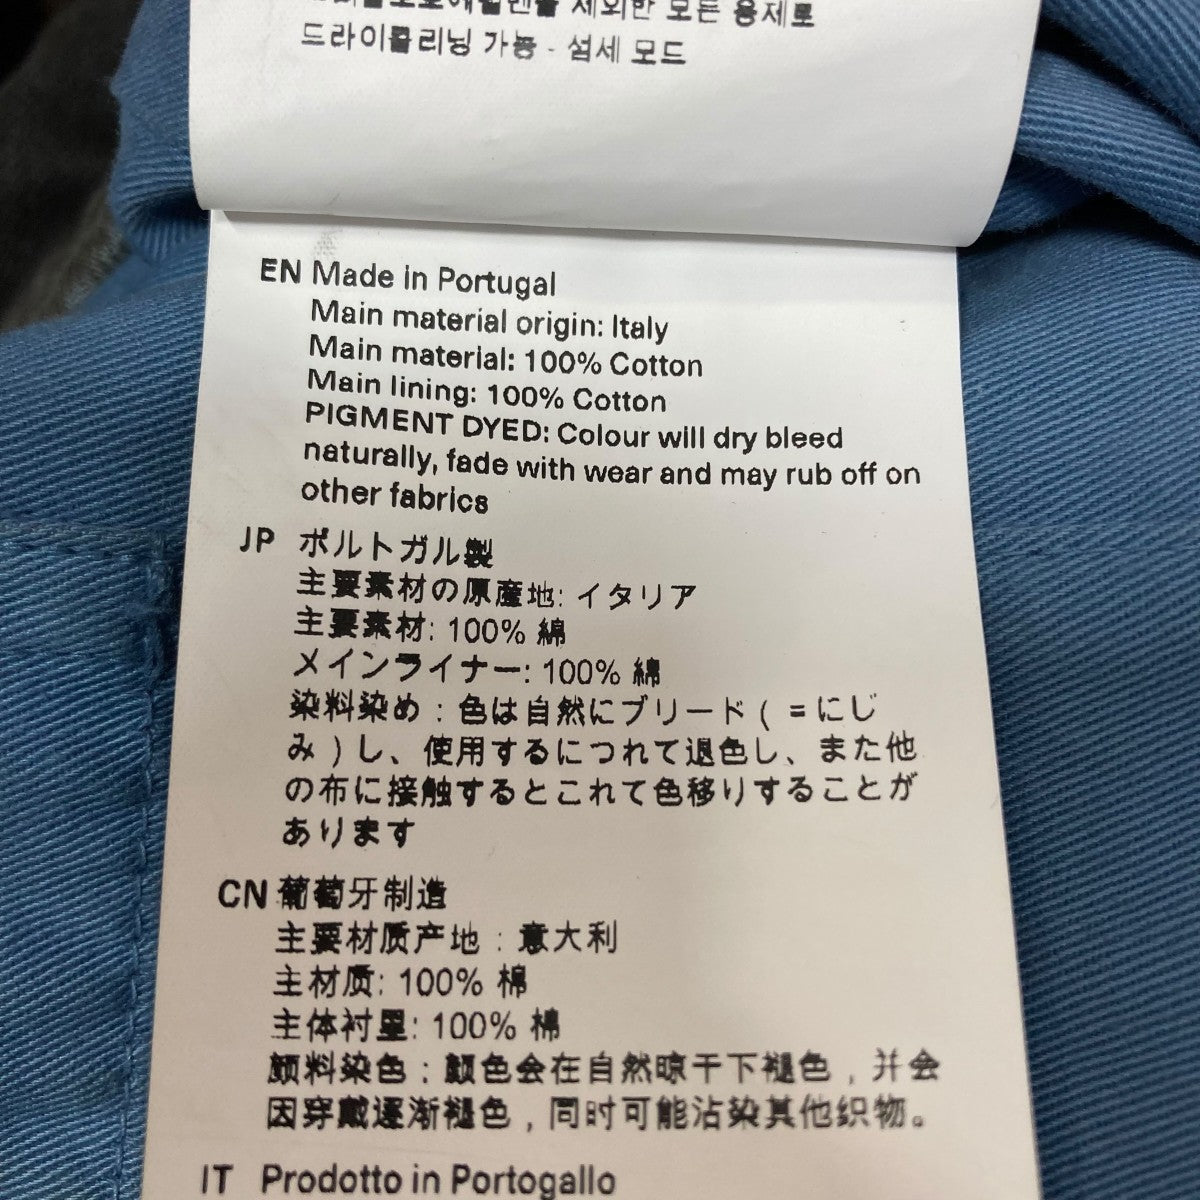 제외한 모든 용제로
드라이클리닝 가능 - 섬세 모드
EN Made in Portugal
Main material origin: Italy
Main material: 100% Cotton
Main lining: 100% Cotton
PIGMENT DYED: Colour will dry bleed
naturally, fade with wear and may rub off on
other fabrics
JP ポルトガル製
主要素材の原産地: イタリア
主要素材: 100% 綿
メインライナー: 100% 綿
染料染め : 色は自然にブリード ( = にじ
み ) し、使用するにつれて退色し、また他
の布に接触するとこれて色移りすることが
あります
CN 葡萄牙制造
主要材质产地 : 意大利
主材质: 100% 棉
主体衬里: 100% 棉
颜料染色 : 颜色会在自然晾干下褪色 , 并会
因穿戴逐渐褪色 , 同时可能沾染其他织物。
IT Prodotto in Portogallo